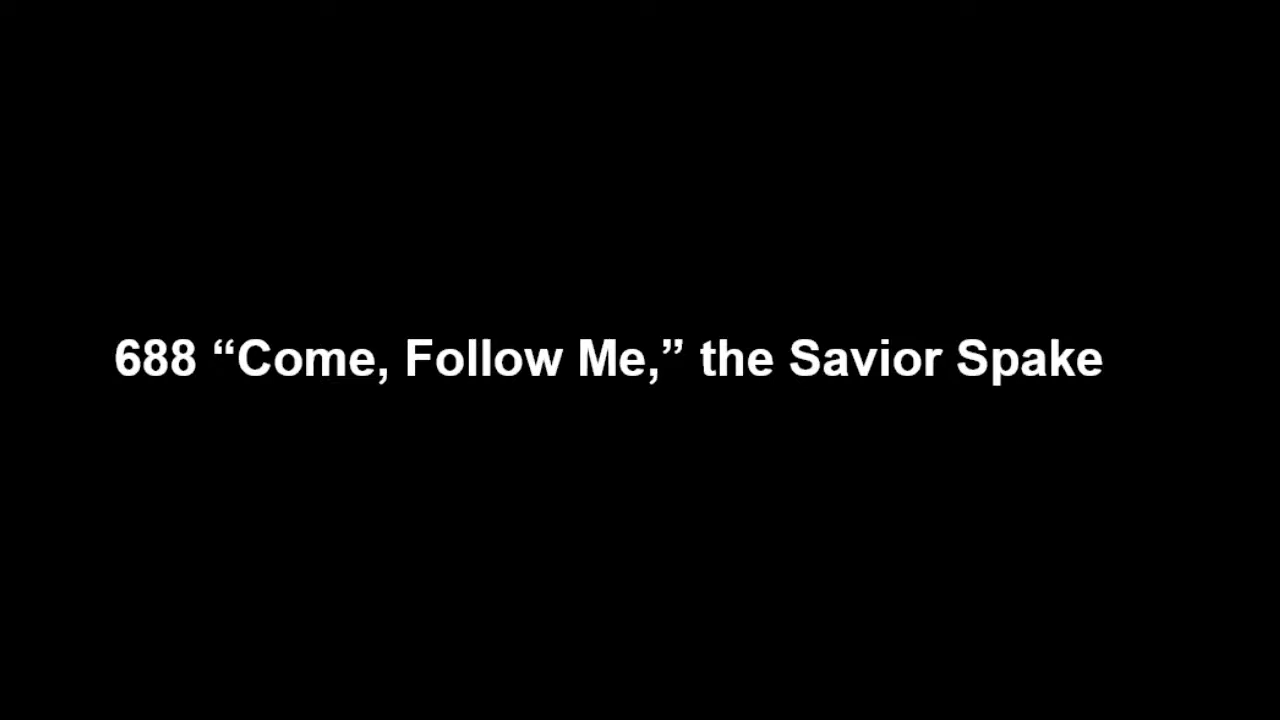 688 “Come, Follow Me,” the Savior Spake